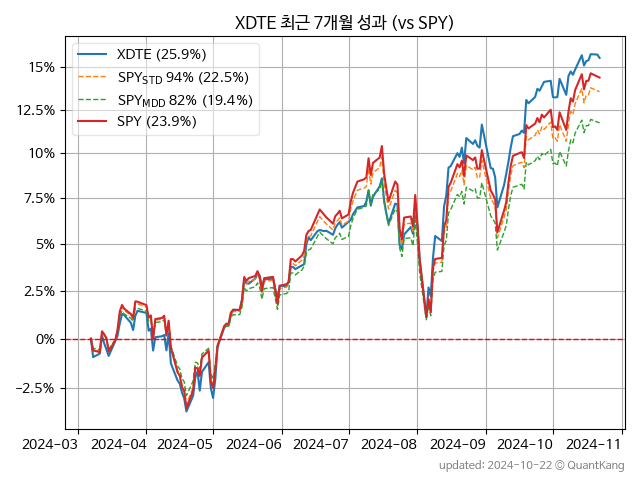 XDTE 최근 7개월 성과 (vs SPY)
XDTE (25.9%)
SPY_STD 94% (22.5%)
SPY_MDD 82% (19.4%)
SPY (23.9%)
15%
12.5%
10%
7.5%
5%
2.5%
0%
−2.5%
2024-03 2024-04 2024-05 2024-06 2024-07 2024-08 2024-09 2024-10 2024-11
updated: 2024-10-22 © QuantKang